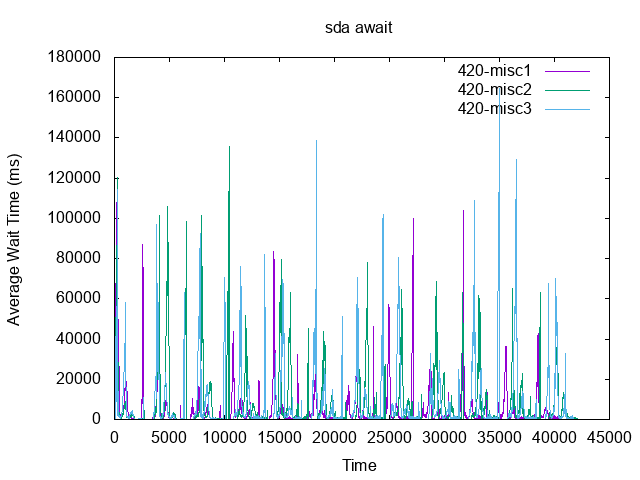 sda await
180000
160000
140000
120000
100000
80000
60000
40000
20000
0
Average Wait Time (ms)
420-misc1
420-misc2
420-misc3
0 5000 10000 15000 20000 25000 30000 35000 40000 45000
Time